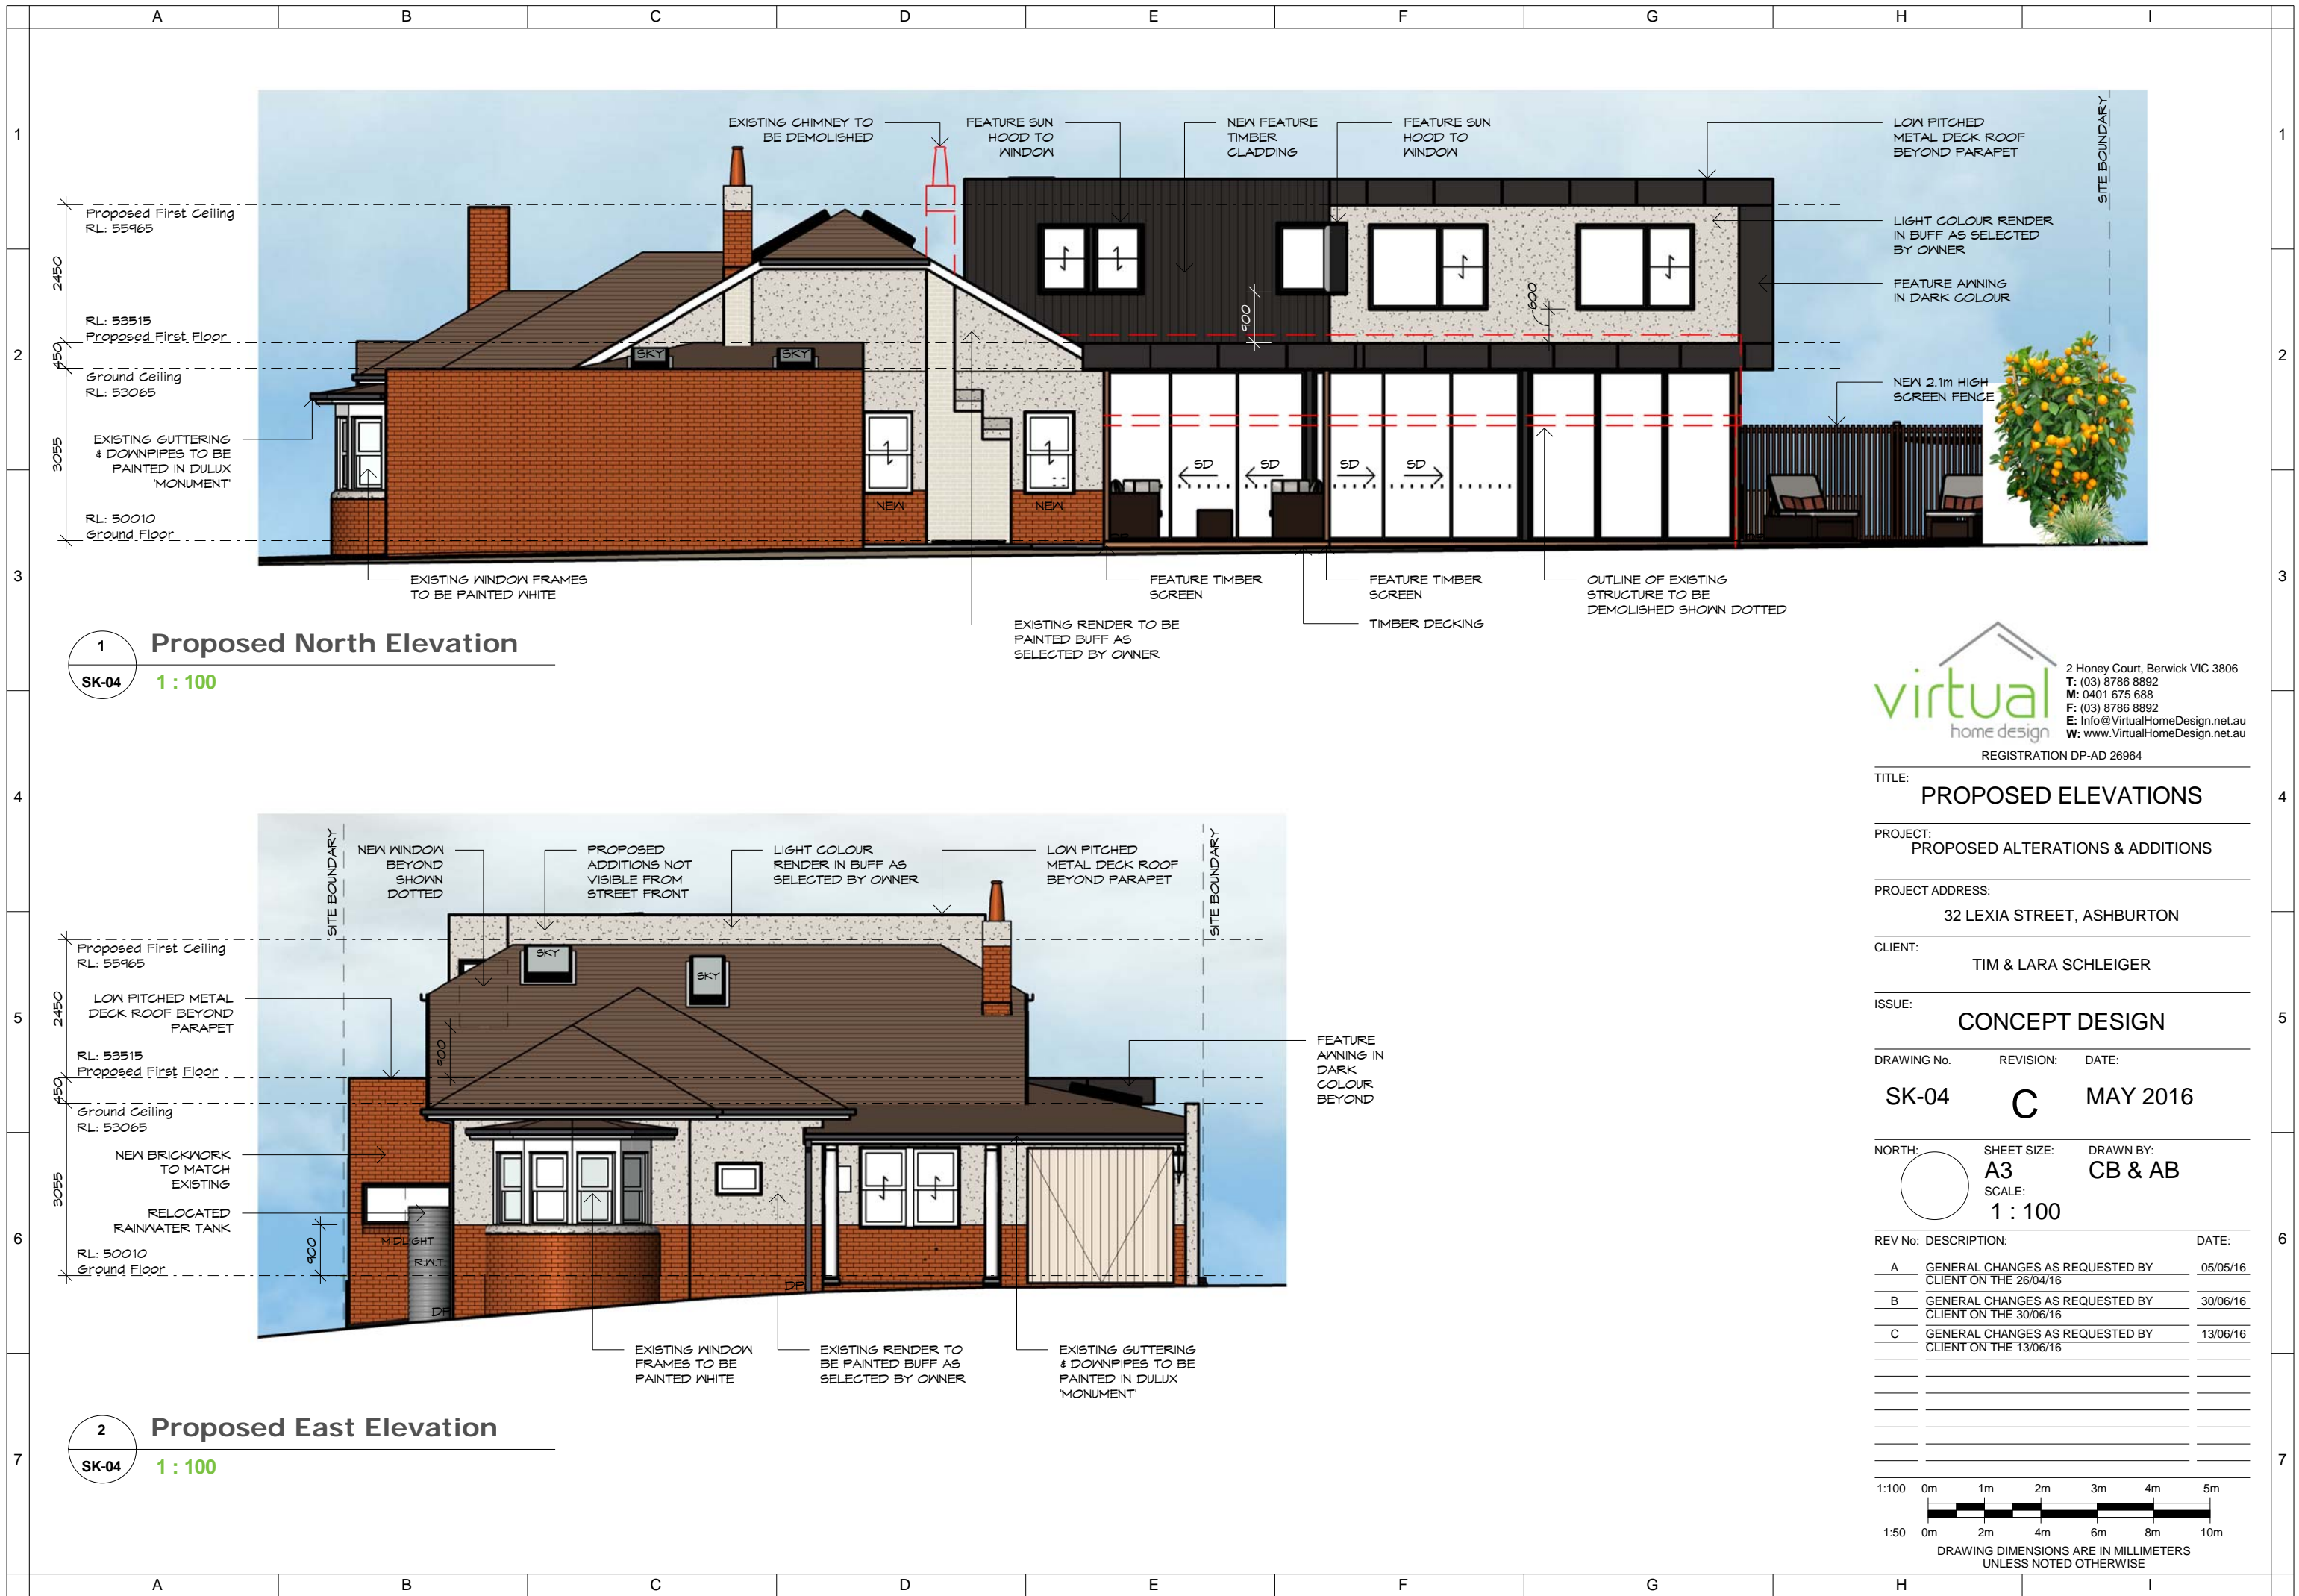 A B C D E F G H I
1
EXISTING CHIMNEY TO
BE DEMOLISHED
FEATURE SUN
HOOD TO
WINDOW
NEW FEATURE
TIMBER
CLADDING
FEATURE SUN
HOOD TO
WINDOW
LOW PITCHED
METAL DECK ROOF
BEYOND PARAPET
SITE BOUNDARY
1
Proposed First Ceiling
RL: 55965
LIGHT COLOUR RENDER
IN BUFF AS SELECTED
BY OWNER
2450
FEATURE AWNING
IN DARK COLOUR
900
600
RL: 53515
Proposed First Floor
2
450
SKY
SKY
2
Ground Ceiling
RL: 53065
NEW 2.1m HIGH
SCREEN FENCE
3055
EXISTING GUTTERING
& DOWNPIPES TO BE
PAINTED IN DULUX
'MONUMENT'
SD
SD
SD
SD
NEW
NEW
RL: 50010
Ground Floor
3
EXISTING WINDOW FRAMES
TO BE PAINTED WHITE
FEATURE TIMBER
SCREEN
FEATURE TIMBER
SCREEN
OUTLINE OF EXISTING
STRUCTURE TO BE
DEMOLISHED SHOWN DOTTED
3
EXISTING RENDER TO BE
PAINTED BUFF AS
SELECTED BY OWNER
TIMBER DECKING
1
SK-04
Proposed North Elevation
1 : 100
virtual
home design
2 Honey Court, Berwick VIC 3806
T: (03) 8786 8892
M: 0401 675 688
F: (03) 8786 8892
E: Info@VirtualHomeDesign.net.au
W: www.VirtualHomeDesign.net.au
REGISTRATION DP-AD 26964
4
TITLE:
PROPOSED ELEVATIONS
4
PROJECT:
PROPOSED ALTERATIONS & ADDITIONS
PROJECT ADDRESS:
32 LEXIA STREET, ASHBURTON
CLIENT:
TIM & LARA SCHLEIGER
ISSUE:
CONCEPT DESIGN
DRAWING No.
SK-04
REVISION:
C
DATE:
MAY 2016
NORTH:
SHEET SIZE:
A3
SCALE:
1 : 100
DRAWN BY:
CB & AB
REV No: DESCRIPTION: DATE:
A GENERAL CHANGES AS REQUESTED BY 05/05/16
CLIENT ON THE 26/04/16
B GENERAL CHANGES AS REQUESTED BY 30/06/16
CLIENT ON THE 30/06/16
C GENERAL CHANGES AS REQUESTED BY 13/06/16
CLIENT ON THE 13/06/16
1:100 0m 1m 2m 3m 4m 5m
1:50 0m 2m 4m 6m 8m 10m
DRAWING DIMENSIONS ARE IN MILLIMETERS
UNLESS NOTED OTHERWISE
SITE BOUNDARY
NEW WINDOW
BEYOND
SHOWN
DOTTED
PROPOSED
ADDITIONS NOT
VISIBLE FROM
STREET FRONT
LIGHT COLOUR
RENDER IN BUFF AS
SELECTED BY OWNER
LOW PITCHED
METAL DECK ROOF
BEYOND PARAPET
SITE BOUNDARY
Proposed First Ceiling
RL: 55965
SKY
SKY
5
2450
LOW PITCHED METAL
DECK ROOF BEYOND
PARAPET
900
FEATURE
AWNING IN
DARK
COLOUR
BEYOND
5
RL: 53515
Proposed First Floor
450
Ground Ceiling
RL: 53065
NEW BRICKWORK
TO MATCH
EXISTING
3055
RELOCATED
RAINWATER TANK
6
MIDLIGHT
R.W.T.
900
6
RL: 50010
Ground Floor
DP
DP
EXISTING WINDOW
FRAMES TO BE
PAINTED WHITE
EXISTING RENDER TO
BE PAINTED BUFF AS
SELECTED BY OWNER
EXISTING GUTTERING
& DOWNPIPES TO BE
PAINTED IN DULUX
'MONUMENT'
2
SK-04
Proposed East Elevation
1 : 100
7
7
A B C D E F G H I